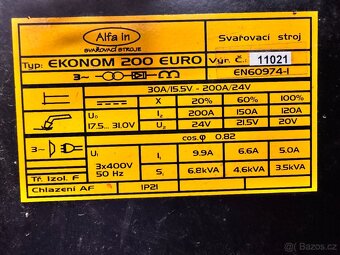 Alfa in
SVAŘOVACÍ STROJE
Svařovací stroj
Typ: EKONOM 200 EURO
Výr. č.: 11021
3~
EN60974-1
30A/15.5V - 200A/24V
U₀ X 20% 60% 100%
17.5... 31.0V I₂ 200A 150A 120A
U₂ 24V 21.5V 20V
cos φ 0.82
3~ U₁ I₁ 9.9A 6.6A 5.0A
3x400V
50 Hz S₁ 6.8kVA 4.6kVA 3.5kVA
Tř. Izol. F
Chlazení AF IP21
bazoš.cz